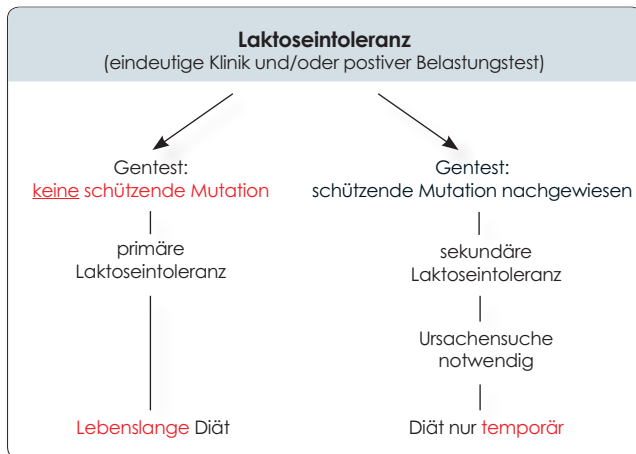 Laktoseintoleranz
(eindeutige Klinik und/oder postiver Belastungstest)
Gentest:
keine schützende Mutation
primäre
Laktoseintoleranz
Lebenslange Diät
Gentest:
schützende Mutation nachgewiesen
sekundäre
Laktoseintoleranz
Ursachensuche
notwendig
Diät nur temporär